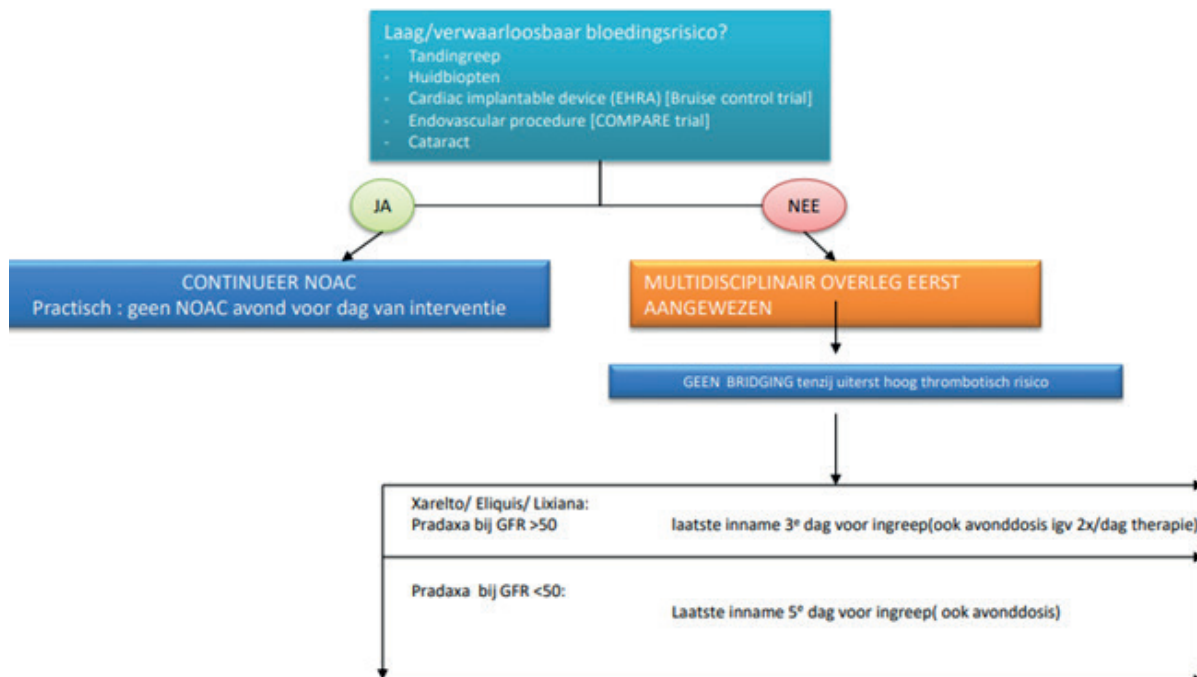 Laag/verwaarloosbaar bloedingsrisico?
- Tandingreep
- Huidbiopten
- Cardiac implantable device (EHRA) [Bruise control trial]
- Endovascular procedure [COMPARE trial]
- Cataract
JA
NEE
CONTINUEER NOAC
Practisch : geen NOAC avond voor dag van interventie
MULTIDISCIPLINAIR OVERLEG EERST
AANGEWEZEN
GEEN BRIDGING tenzij uiterst hoog thrombotisch risico
Xarelto/ Eliquis/ Lixiana:
Pradaxa bij GFR >50 laatste inname 3e dag voor ingreep(ook avonddosis igv 2x/dag therapie)
Pradaxa bij GFR <50:
Laatste inname 5e dag voor ingreep( ook avonddosis)